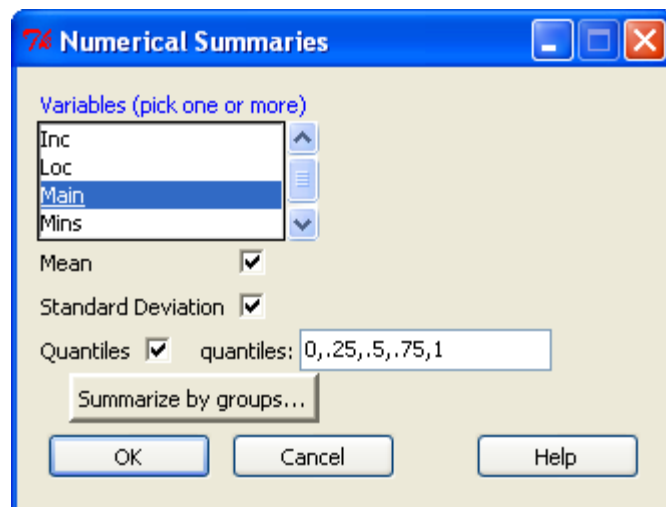 Numerical Summaries
Variables (pick one or more)
Inc
Loc
Main
Mins
Mean
Standard Deviation
Quantiles quantiles: 0,.25,.5,.75,1
Summarize by groups...
OK Cancel Help